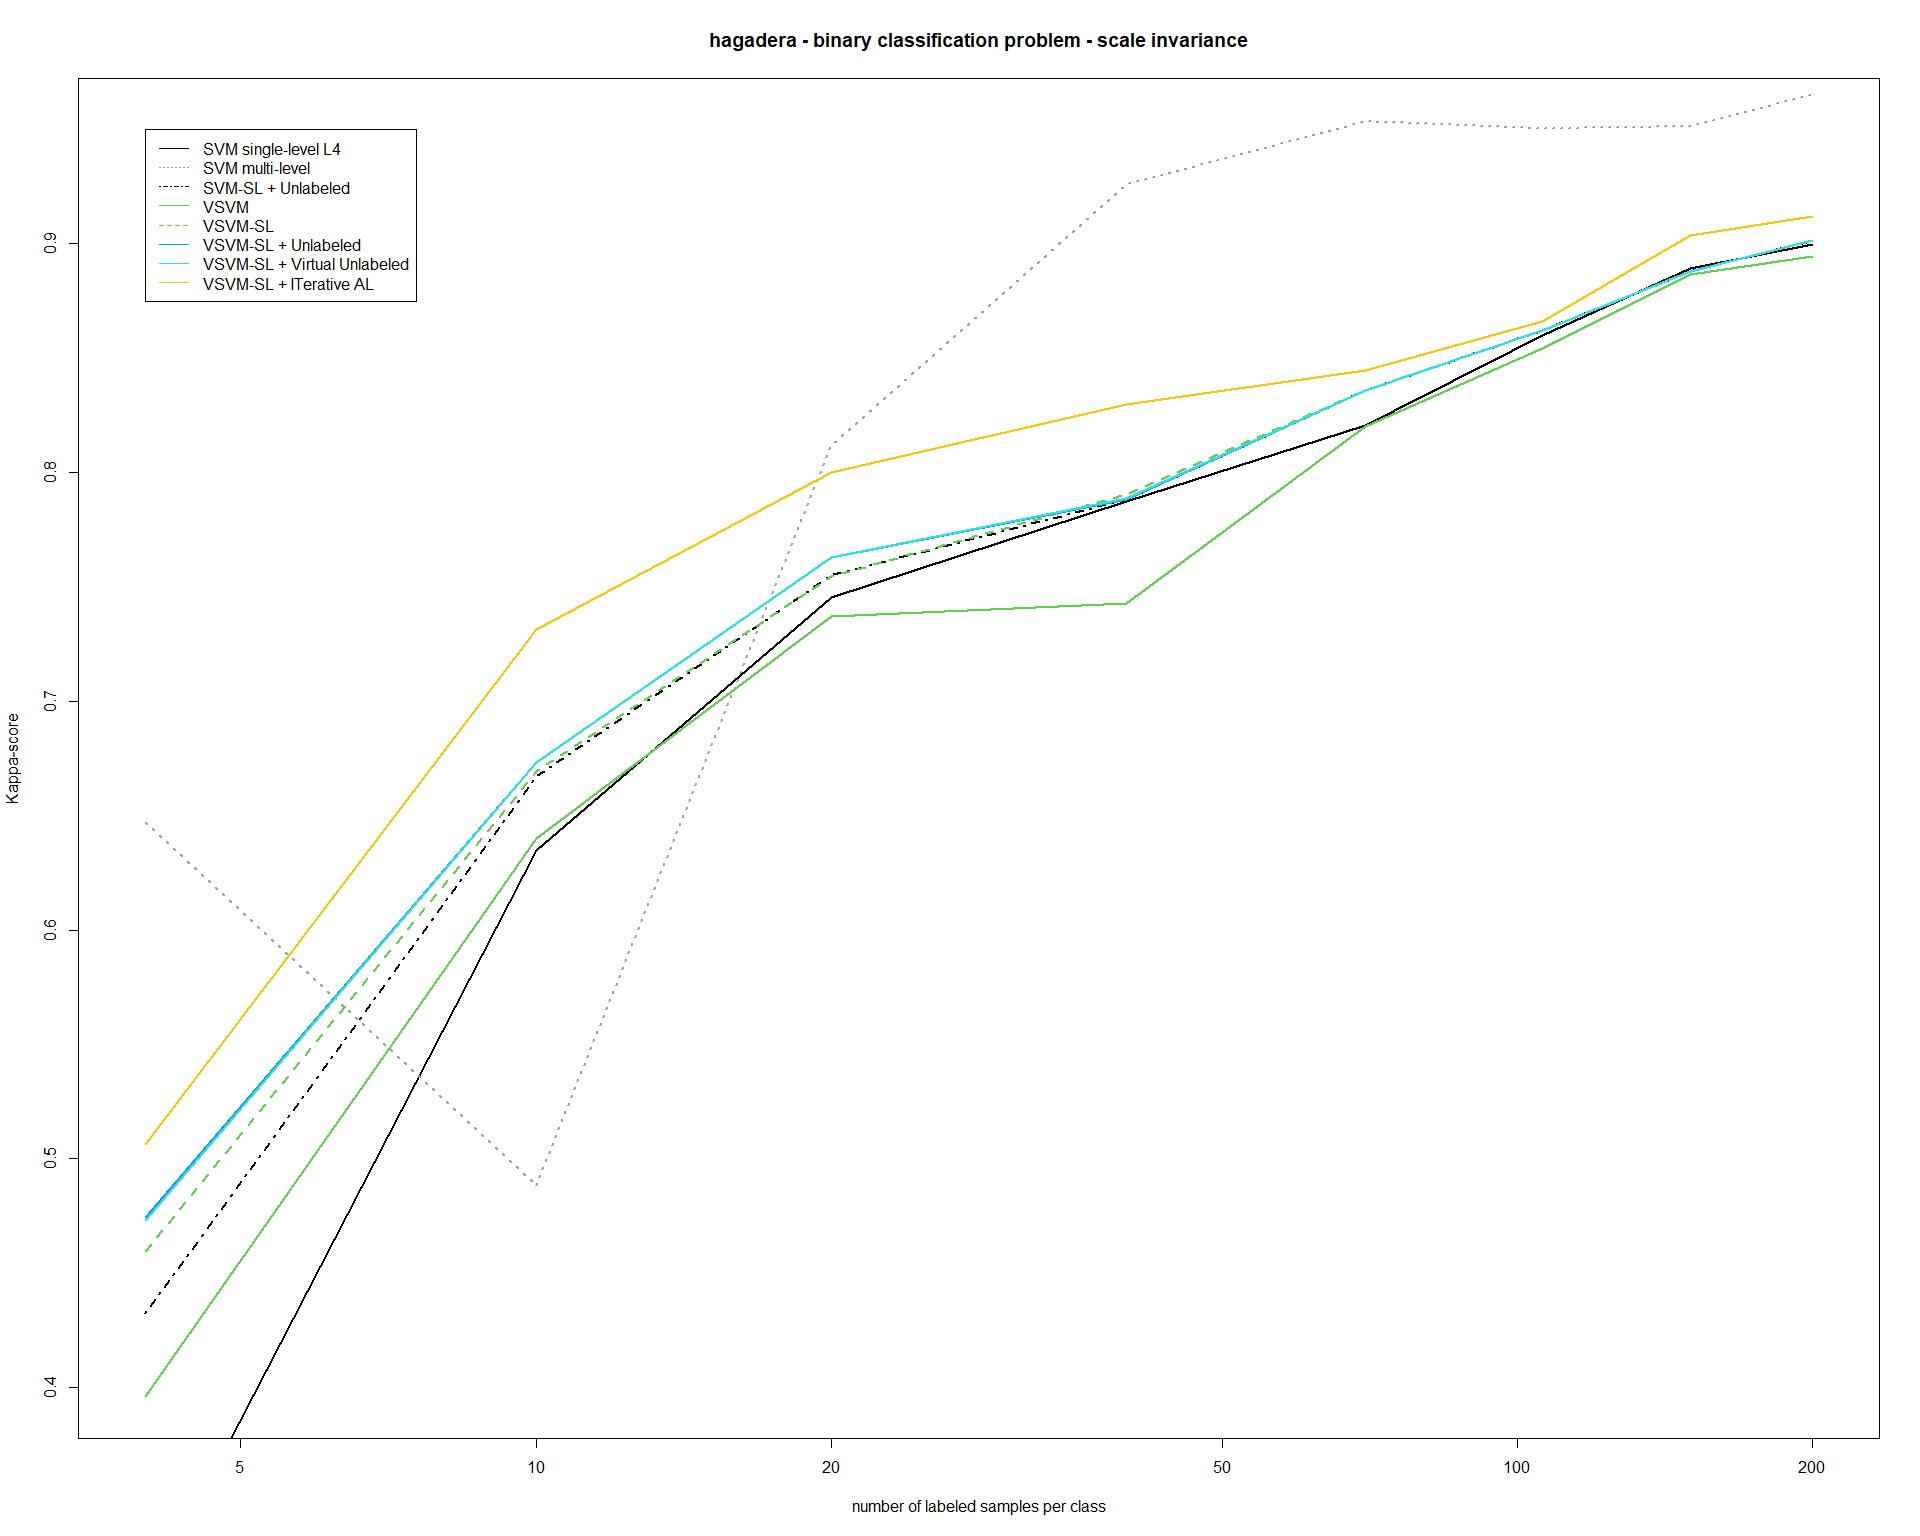 hagadera - binary classification problem - scale invariance
SVM single-level L4
SVM multi-level
SVM-SL + Unlabeled
VSVM
VSVM-SL
VSVM-SL + Unlabeled
VSVM-SL + Virtual Unlabeled
VSVM-SL + ITerative AL
Kappa-score
0.9
0.8
0.7
0.6
0.5
0.4
5 10 20 50 100 200
number of labeled samples per class